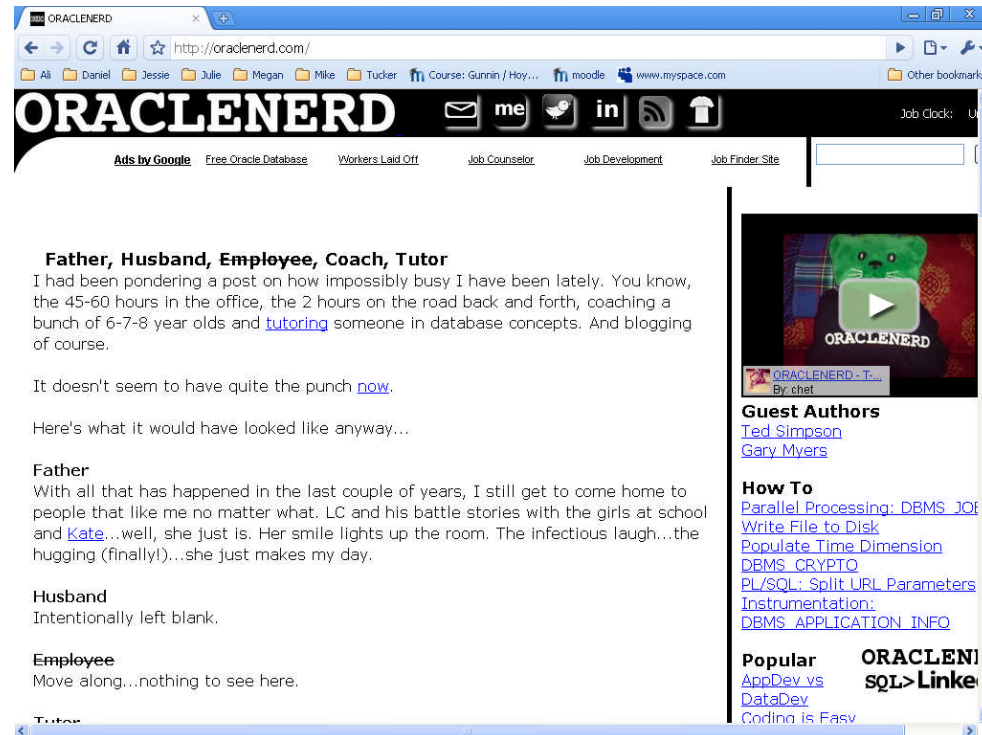 ORACLENERD
http://oraclenerd.com/
Ali Daniel Jessie Julie Megan Mike Tucker Course: Gunnin / Hoy... moodle www.myspace.com Other bookmark
ORACLENERD me in Job Clock:
Ads by Google Free Oracle Database Workers Laid Off Job Counselor Job Development Job Finder Site
Father, Husband, Employee, Coach, Tutor
I had been pondering a post on how impossibly busy I have been lately. You know,
the 45-60 hours in the office, the 2 hours on the road back and forth, coaching a
bunch of 6-7-8 year olds and tutoring someone in database concepts. And blogging
of course.
It doesn't seem to have quite the punch now.
Here's what it would have looked like anyway...
Father
With all that has happened in the last couple of years, I still get to come home to
people that like me no matter what. LC and his battle stories with the girls at school
and Kate...well, she just is. Her smile lights up the room. The infectious laugh...the
hugging (finally!)...she just makes my day.
Husband
Intentionally left blank.
Employee
Move along...nothing to see here.
Tutor
ORACLENERD
ORACLENERD - T-...
By: chet
Guest Authors
Ted Simpson
Gary Myers
How To
Parallel Processing: DBMS_JOB
Write File to Disk
Populate Time Dimension
DBMS_CRYPTO
PL/SQL: Split URL Parameters
Instrumentation:
DBMS_APPLICATION_INFO
Popular
AppDev vs
DataDev
Coding is Easy
ORACLEN
SQL>Linke